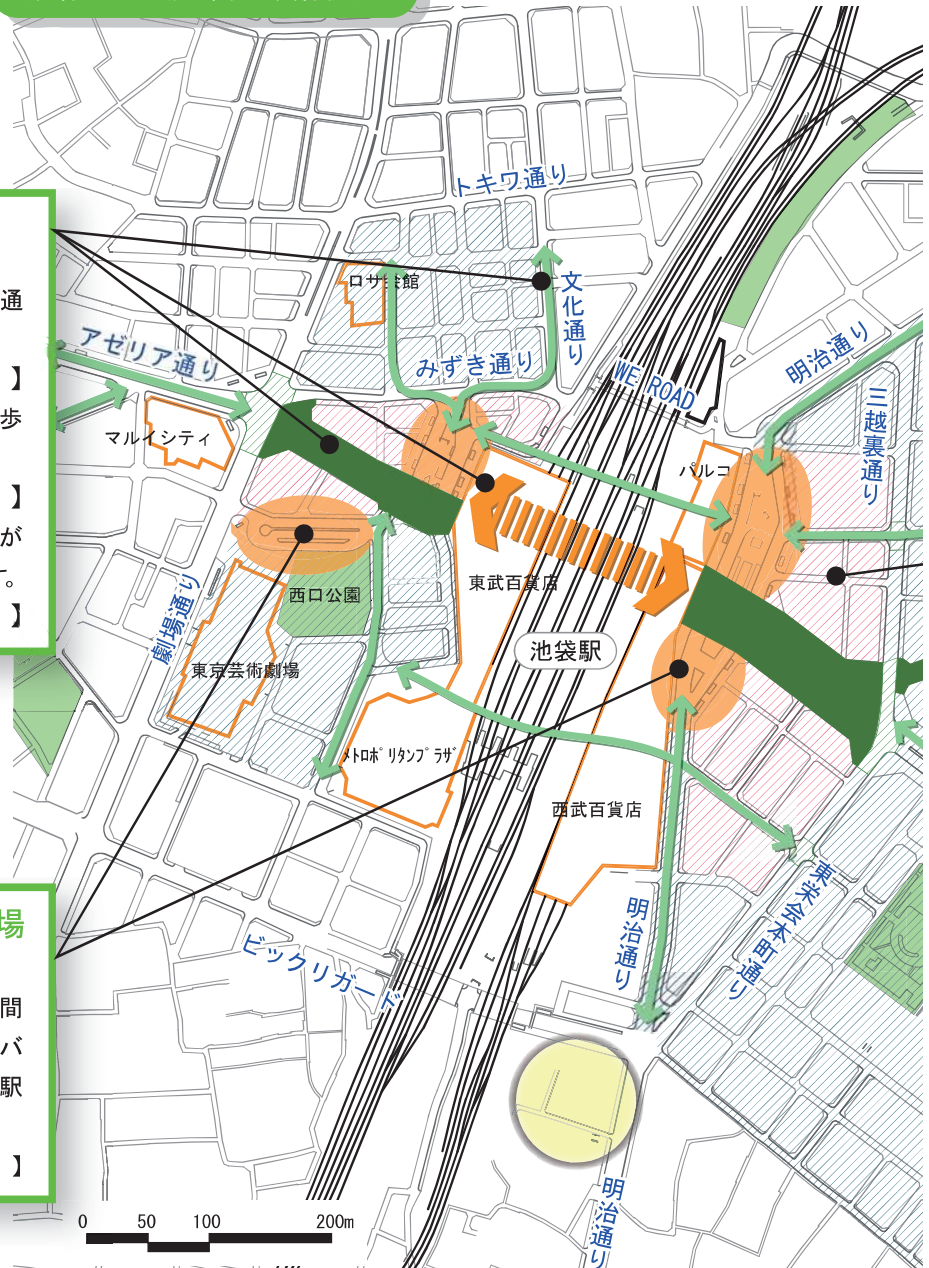 トキワ通り
ロサ会館
文化通り
通
アゼリア通り
みずき通り
WE ROAD
明治通り
】
歩
三越裏通り
マルイシティ
パルコ
】
が
。
東武百貨店
西口公園
】
劇場通り
池袋駅
東京芸術劇場
メトロポリタンプラザ
西武百貨店
東栄会本町通り
場
明治通り
ビックリガード
間
バ
駅
】
明治通り
0 50 100 200m